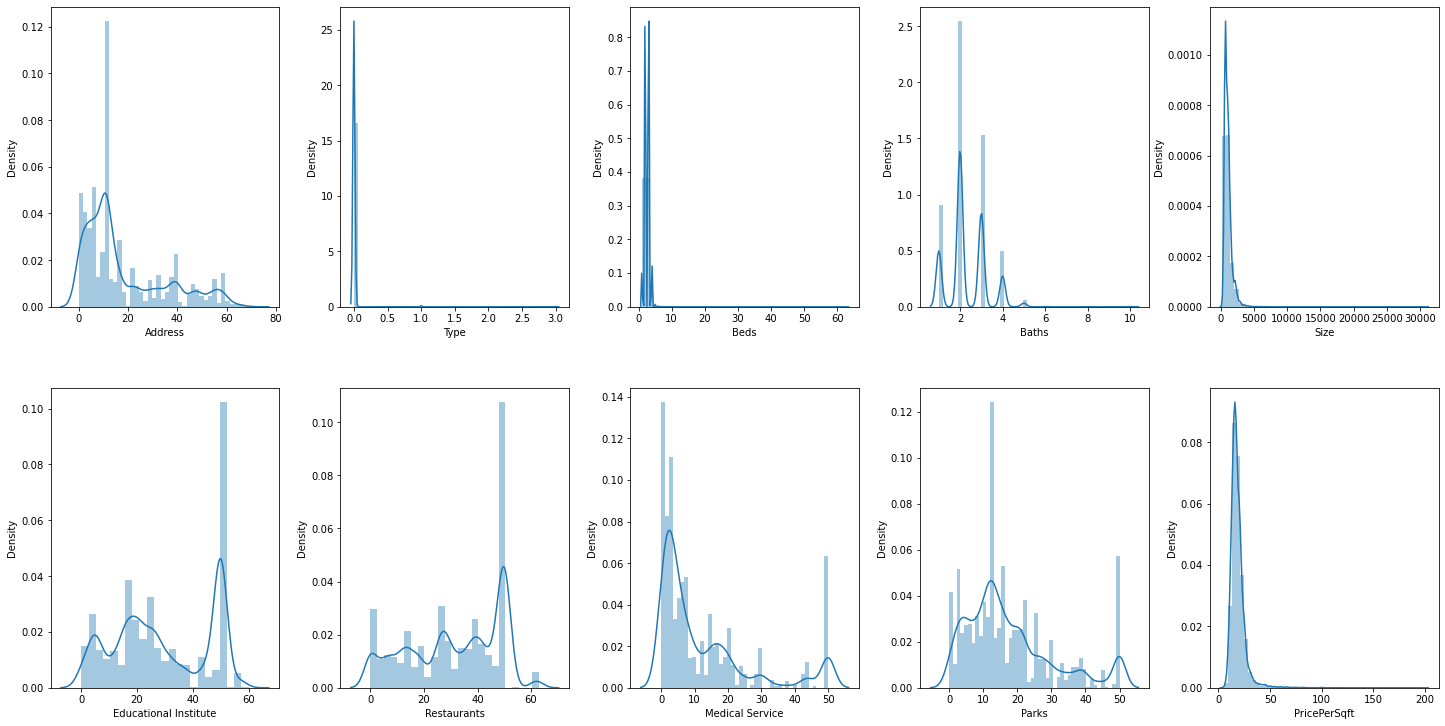 0.12
0.10
0.08
0.06
0.04
0.02
0.00
Density
0 20 40 60 80
Address
25
20
15
10
5
0
Density
0.0 0.5 1.0 1.5 2.0 2.5 3.0
Type
0.8
0.7
0.6
0.5
0.4
0.3
0.2
0.1
0.0
Density
0 10 20 30 40 50 60
Beds
2.5
2.0
1.5
1.0
0.5
0.0
Density
2 4 6 8 10
Baths
0.0010
0.0008
0.0006
0.0004
0.0002
0.0000
Density
0 5000 10000 15000 20000 25000 30000
Size
0.10
0.08
0.06
0.04
0.02
0.00
Density
0 20 40 60
Educational Institute
0.10
0.08
0.06
0.04
0.02
0.00
Density
0 20 40 60
Restaurants
0.14
0.12
0.10
0.08
0.06
0.04
0.02
0.00
Density
0 10 20 30 40 50
Medical Service
0.12
0.10
0.08
0.06
0.04
0.02
0.00
Density
0 10 20 30 40 50
Parks
0.08
0.06
0.04
0.02
0.00
Density
0 50 100 150 200
PricePerSqft